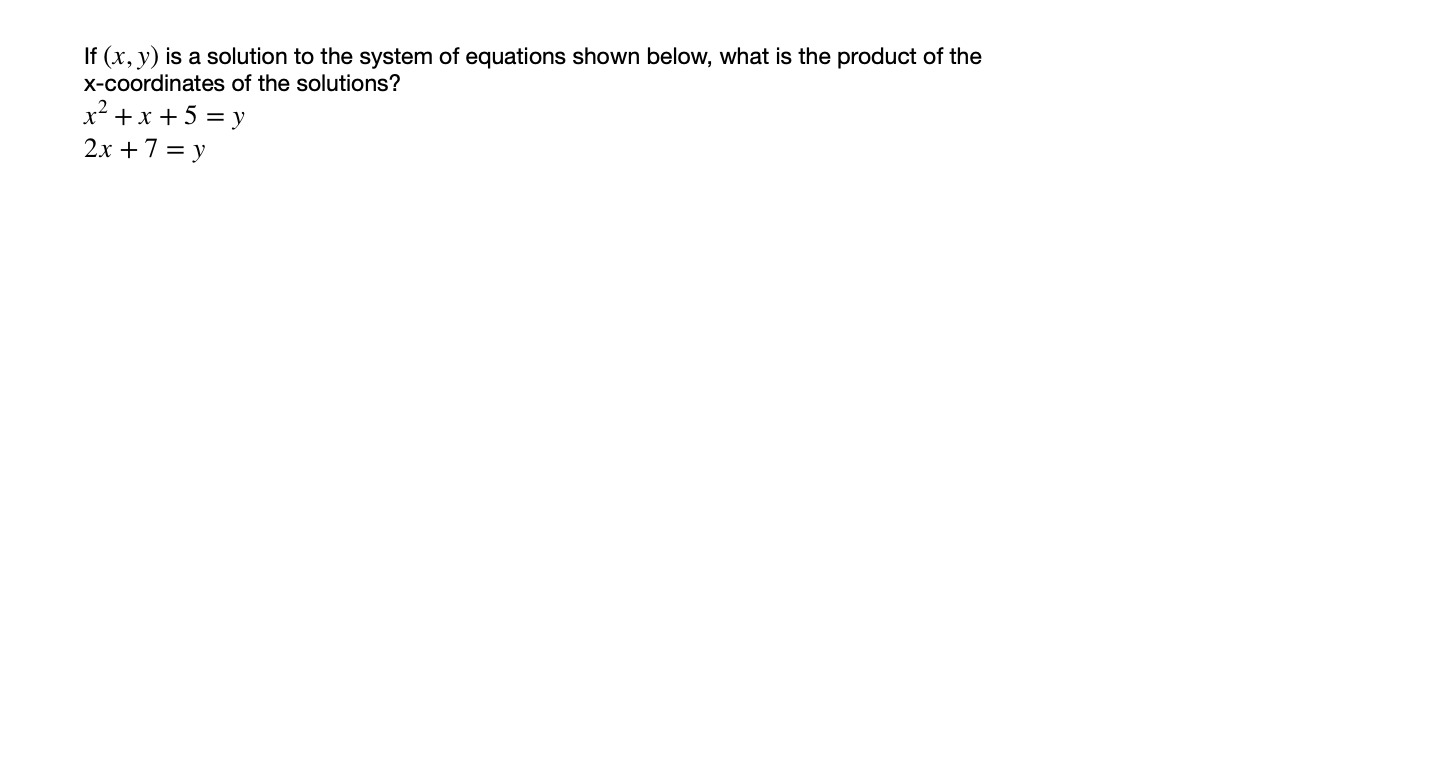 If (x, y) is a solution to the system of equations shown below, what is the product of the
x-coordinates of the solutions?
x² + x + 5 = y
2x + 7 = y